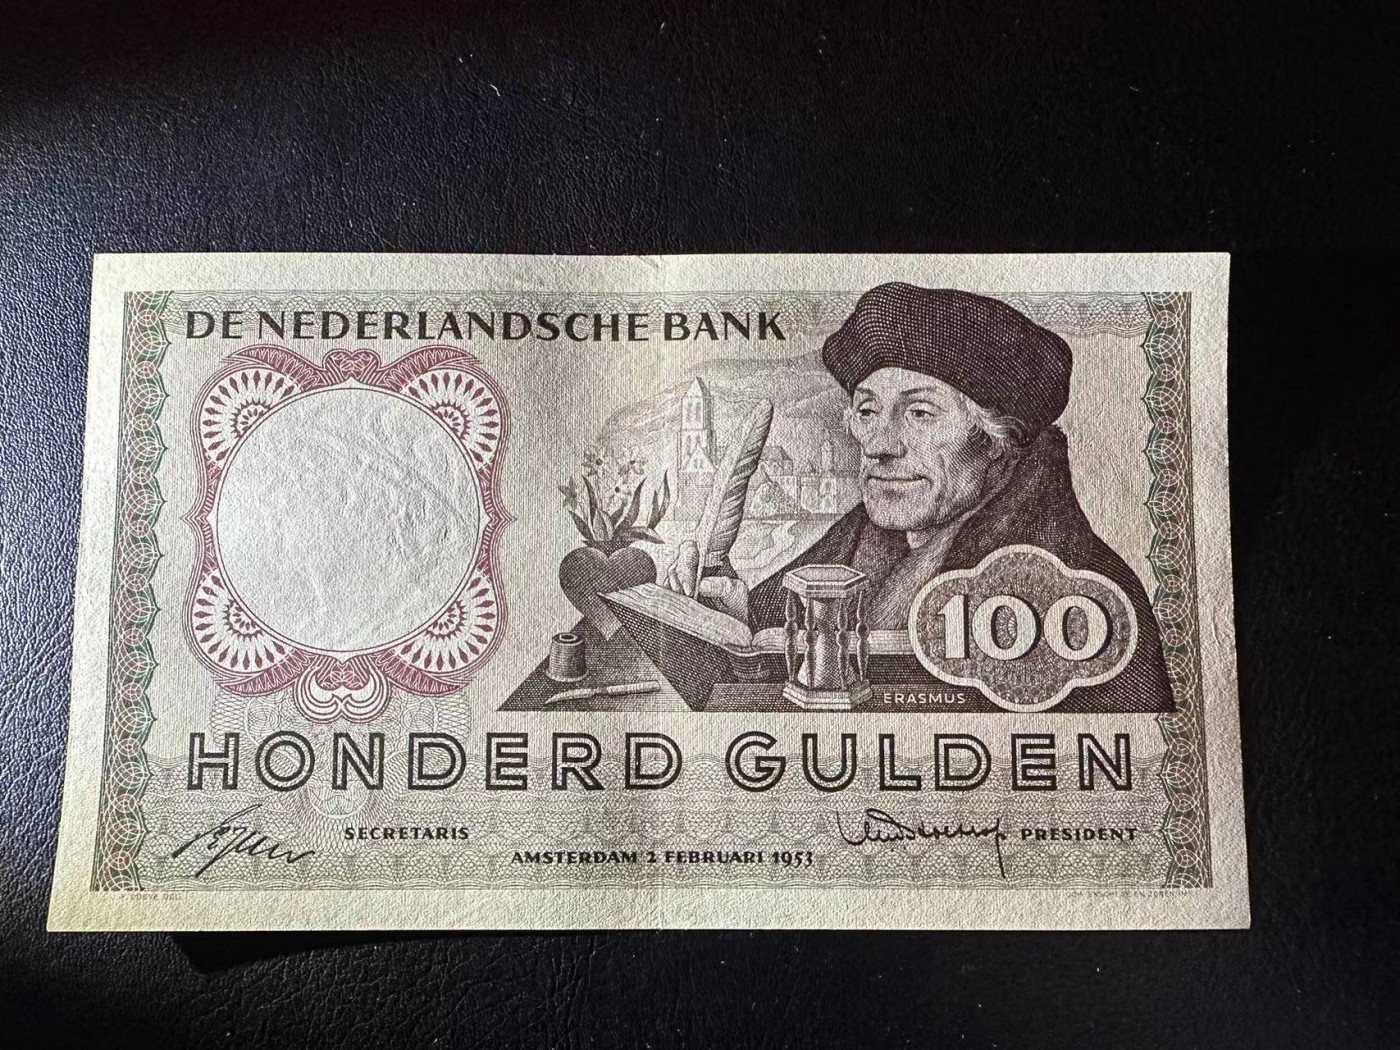 DE NEDERLANDSCHE BANK
100
ERASMUS
HONDERD GULDEN
SECRETARIS
PRESIDENT
AMSTERDAM 2 FEBRUARI 1953